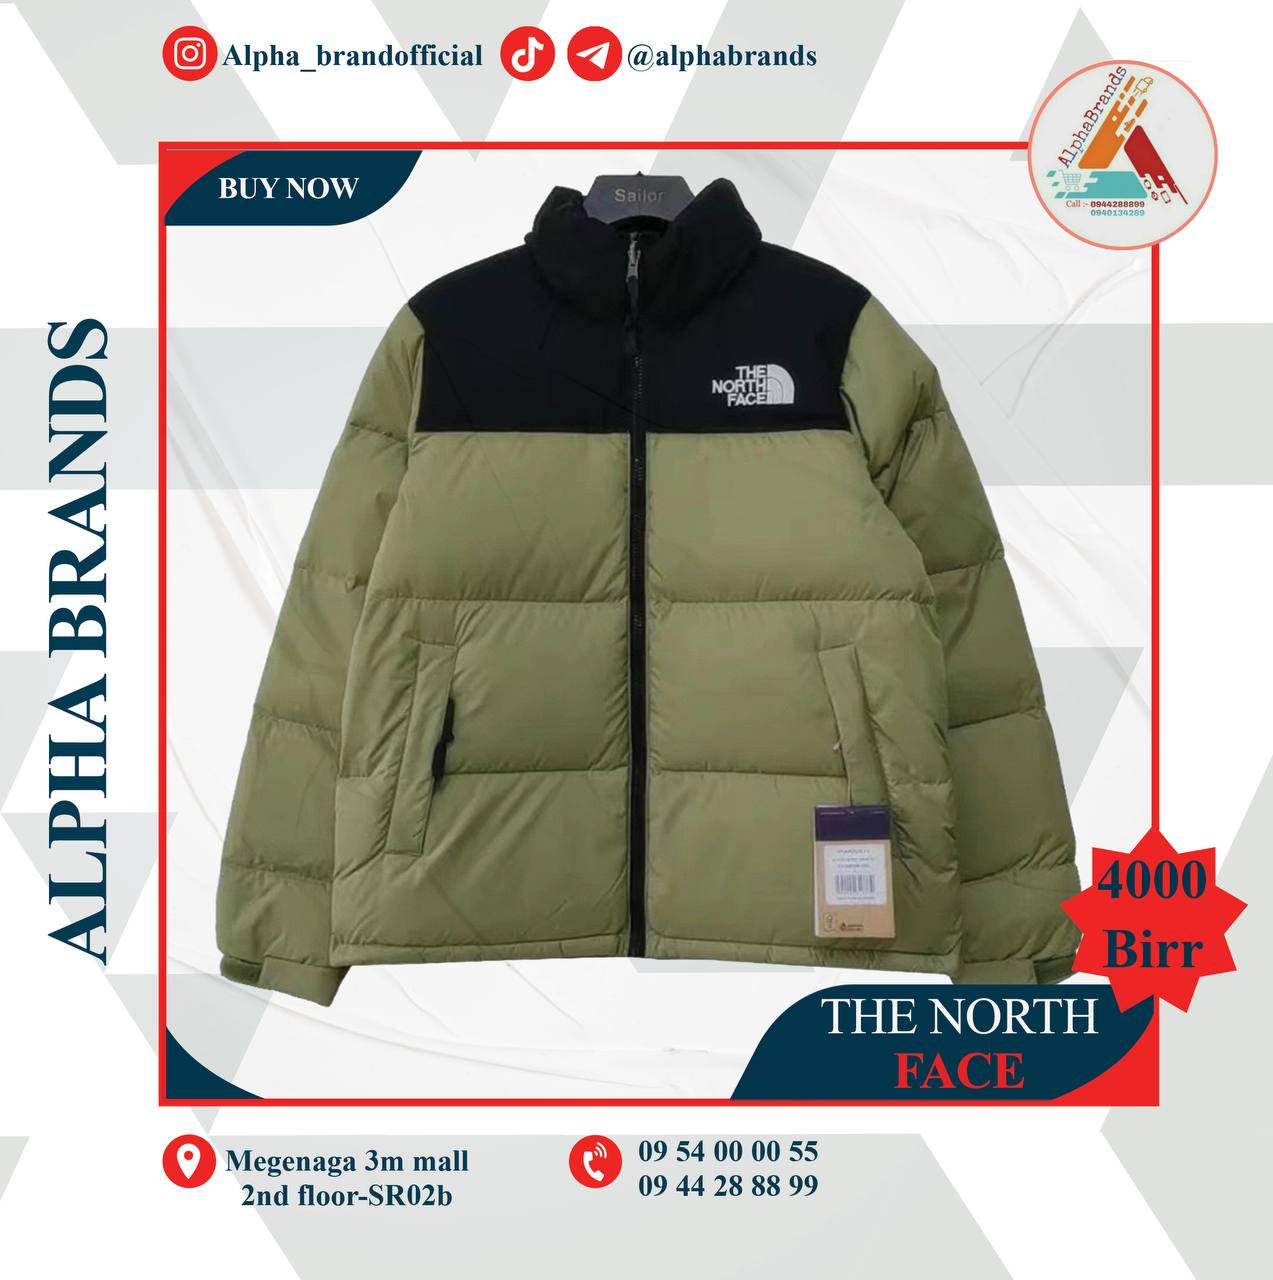 Alpha_brandofficial
@alphabrands
AlphaBrands
Call :- 0944288899
0940134289
BUY NOW
Sailor
THE
NORTH
FACE
ALPHA BRANDS
4000
Birr
THE NORTH
FACE
Megenaga 3m mall
2nd floor-SR02b
09 54 00 00 55
09 44 28 88 99